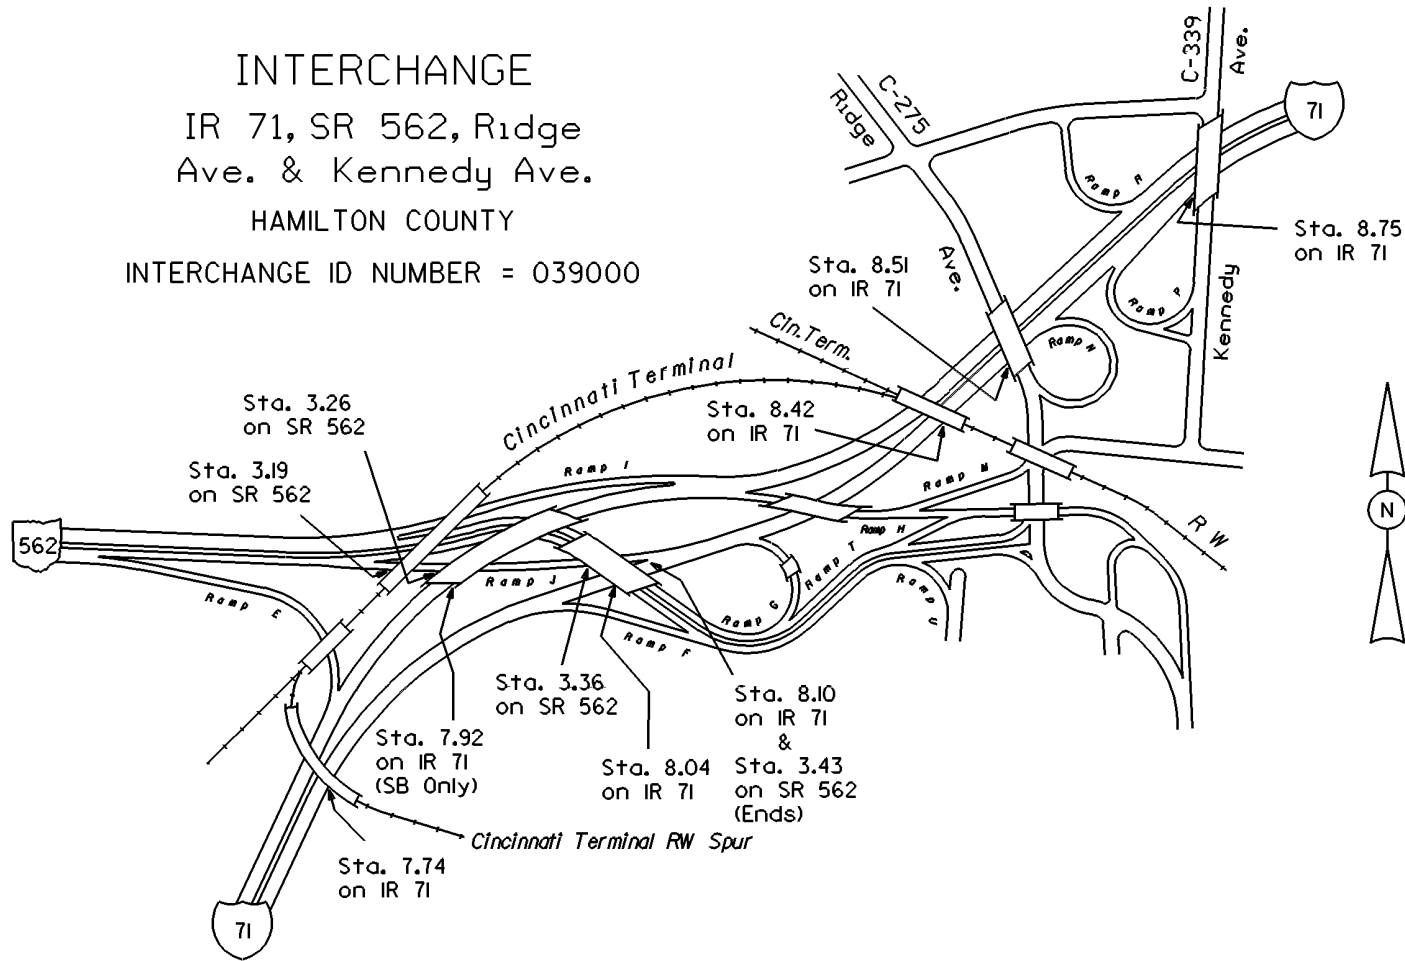 INTERCHANGE
IR 71, SR 562, Ridge
Ave. & Kennedy Ave.
HAMILTON COUNTY
INTERCHANGE ID NUMBER = 039000
C-339
Ave.
71
C-275
Ridge
Ramp R
Sta. 8.75
on IR 71
Ave.
Sta. 8.51
on IR 71
Ramp P
Kennedy
Cin. Term.
Ramp N
Cincinnati Terminal
Sta. 3.26
on SR 562
Sta. 8.42
on IR 71
Sta. 3.19
on SR 562
Ramp I
Ramp M
N
RW
562
Ramp H
Ramp T
Ramp J
Ramp E
Ramp G
Ramp U
Ramp F
Sta. 3.36
on SR 562
Sta. 8.10
on IR 71
&
Sta. 3.43
on SR 562
(Ends)
Sta. 7.92
on IR 71
(SB Only)
Sta. 8.04
on IR 71
Cincinnati Terminal RW Spur
Sta. 7.74
on IR 71
71